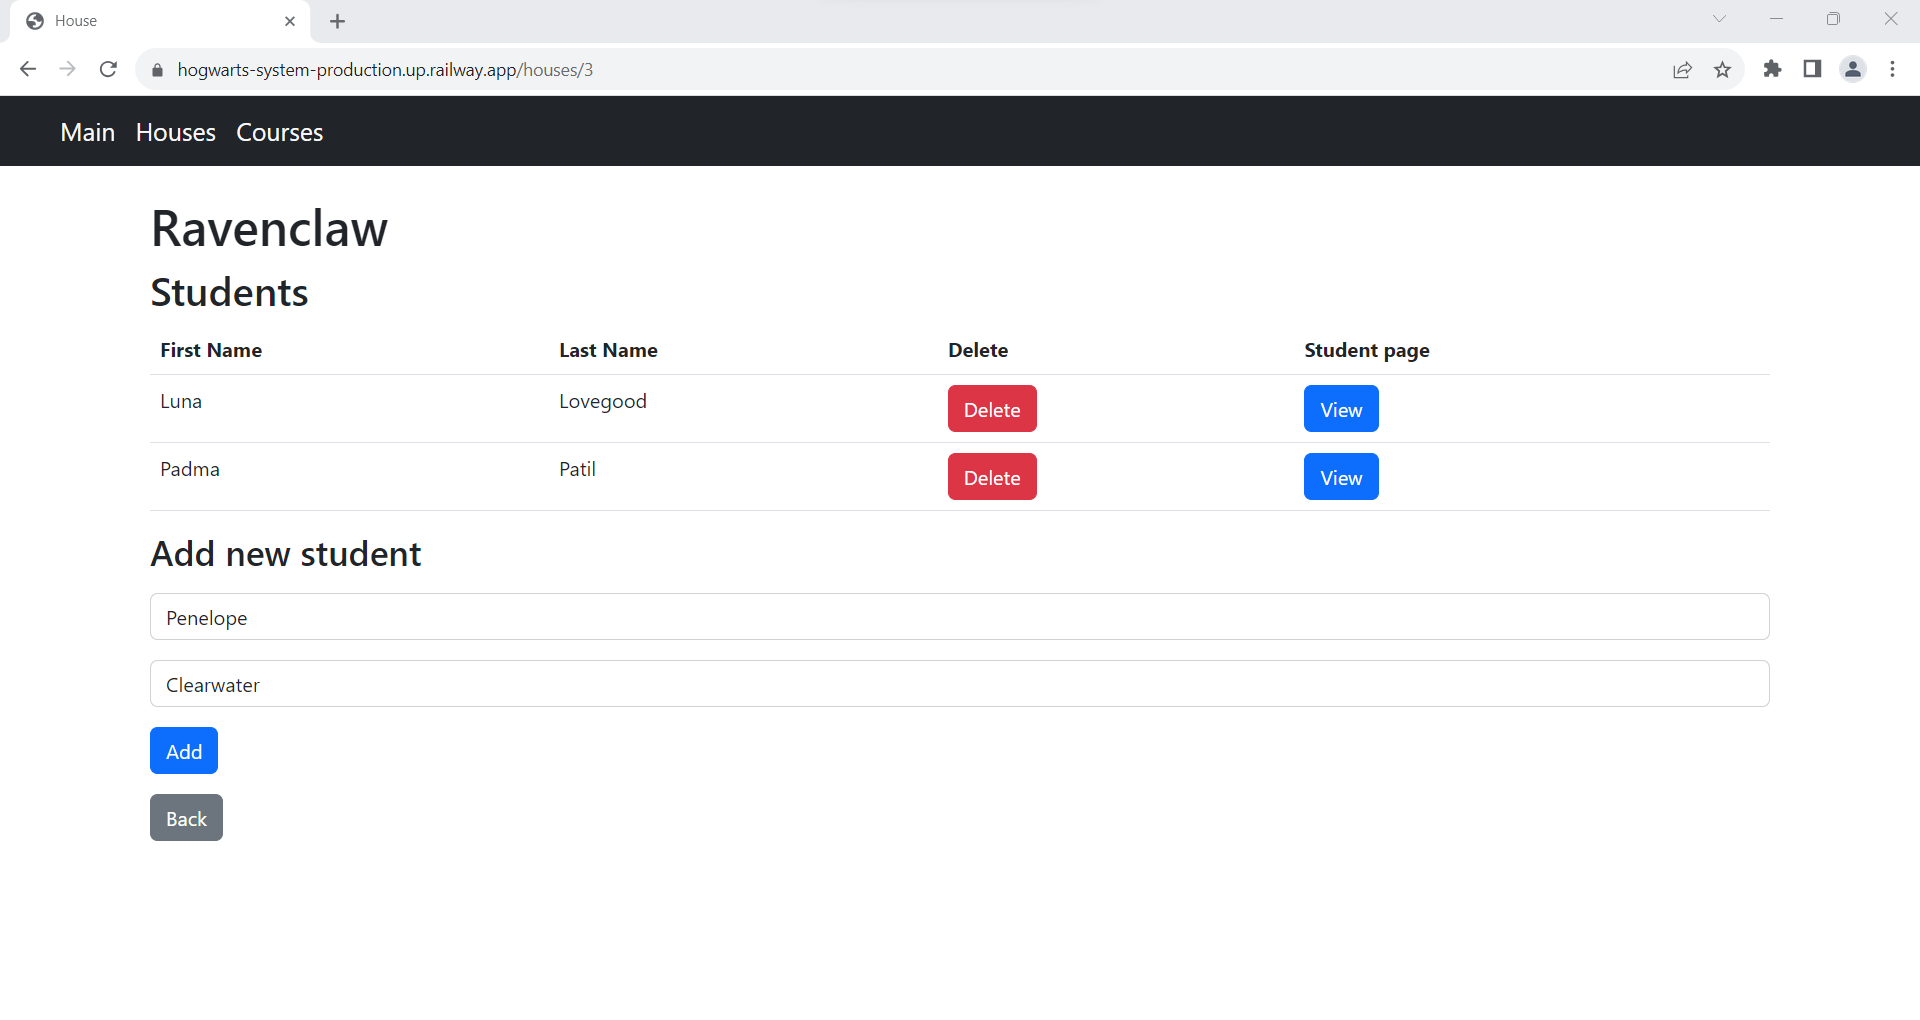 House
hogwarts-system-production.up.railway.app/houses/3
Main Houses Courses
Ravenclaw
Students
First Name Last Name Delete Student page
Luna Lovegood Delete View
Padma Patil Delete View
Add new student
Penelope
Clearwater
Add
Back